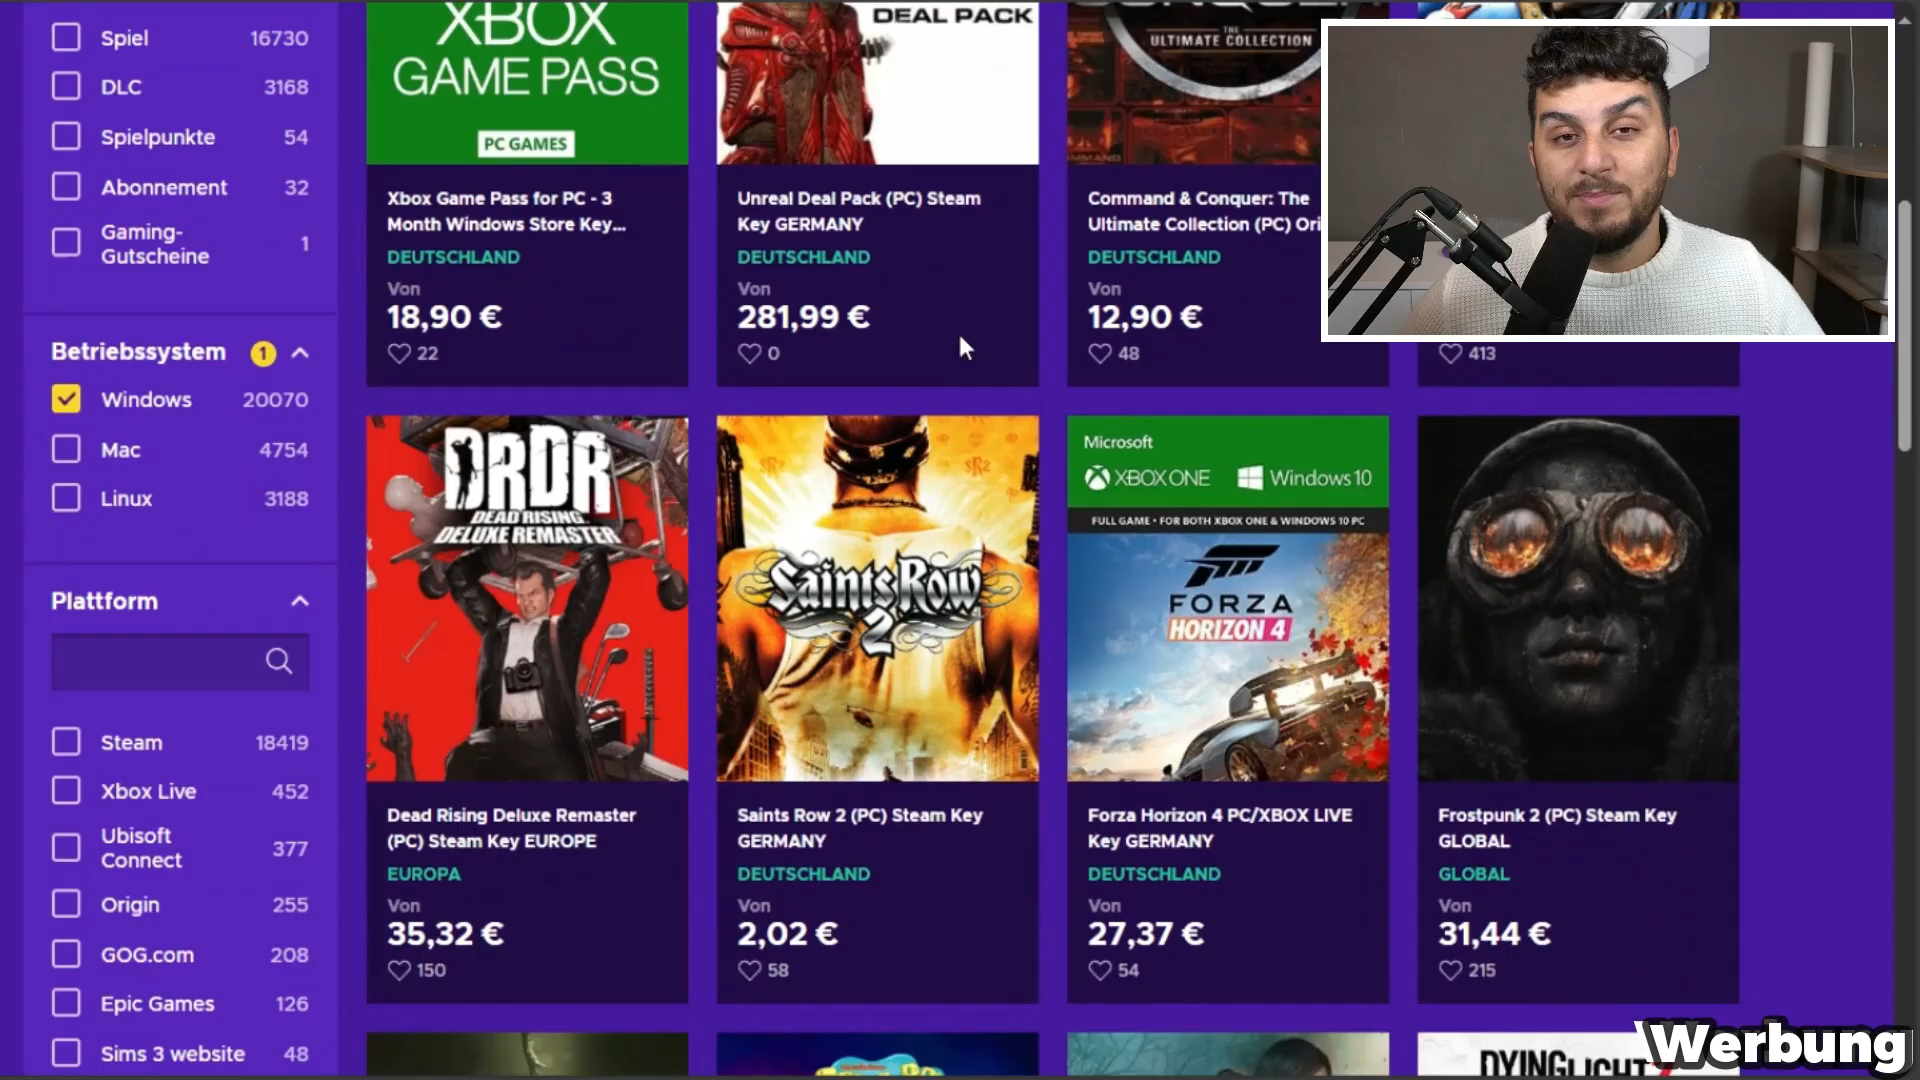 Spiel 16730
DLC 3168
Spielpunkte 54
Abonnement 32
Gaming-
Gutscheine 1
Betriebssystem 1
Windows 20070
Mac 4754
Linux 3188
Plattform
Steam 18419
Xbox Live 452
Ubisoft
Connect 377
Origin 255
GOG.com 208
Epic Games 126
Sims 3 website 48
XBOX
GAME PASS
PC GAMES
Xbox Game Pass for PC - 3
Month Windows Store Key...
DEUTSCHLAND
Von
18,90 €
22
DEAL PACK
Unreal Deal Pack (PC) Steam
Key GERMANY
DEUTSCHLAND
Von
281,99 €
0
THE
ULTIMATE COLLECTION
Command & Conquer: The
Ultimate Collection (PC) Ori
DEUTSCHLAND
Von
12,90 €
48
413
DRDR
DEAD RISING
DELUXE REMASTER
Dead Rising Deluxe Remaster
(PC) Steam Key EUROPE
EUROPA
Von
35,32 €
150
Saints Row
2
Saints Row 2 (PC) Steam Key
GERMANY
DEUTSCHLAND
Von
2,02 €
58
Microsoft
XBOX ONE Windows 10
FULL GAME • FOR BOTH XBOX ONE & WINDOWS 10 PC
FORZA
HORIZON 4
Forza Horizon 4 PC/XBOX LIVE
Key GERMANY
DEUTSCHLAND
Von
27,37 €
54
Frostpunk 2 (PC) Steam Key
GLOBAL
GLOBAL
Von
31,44 €
215
DYING LIGHT
Werbung